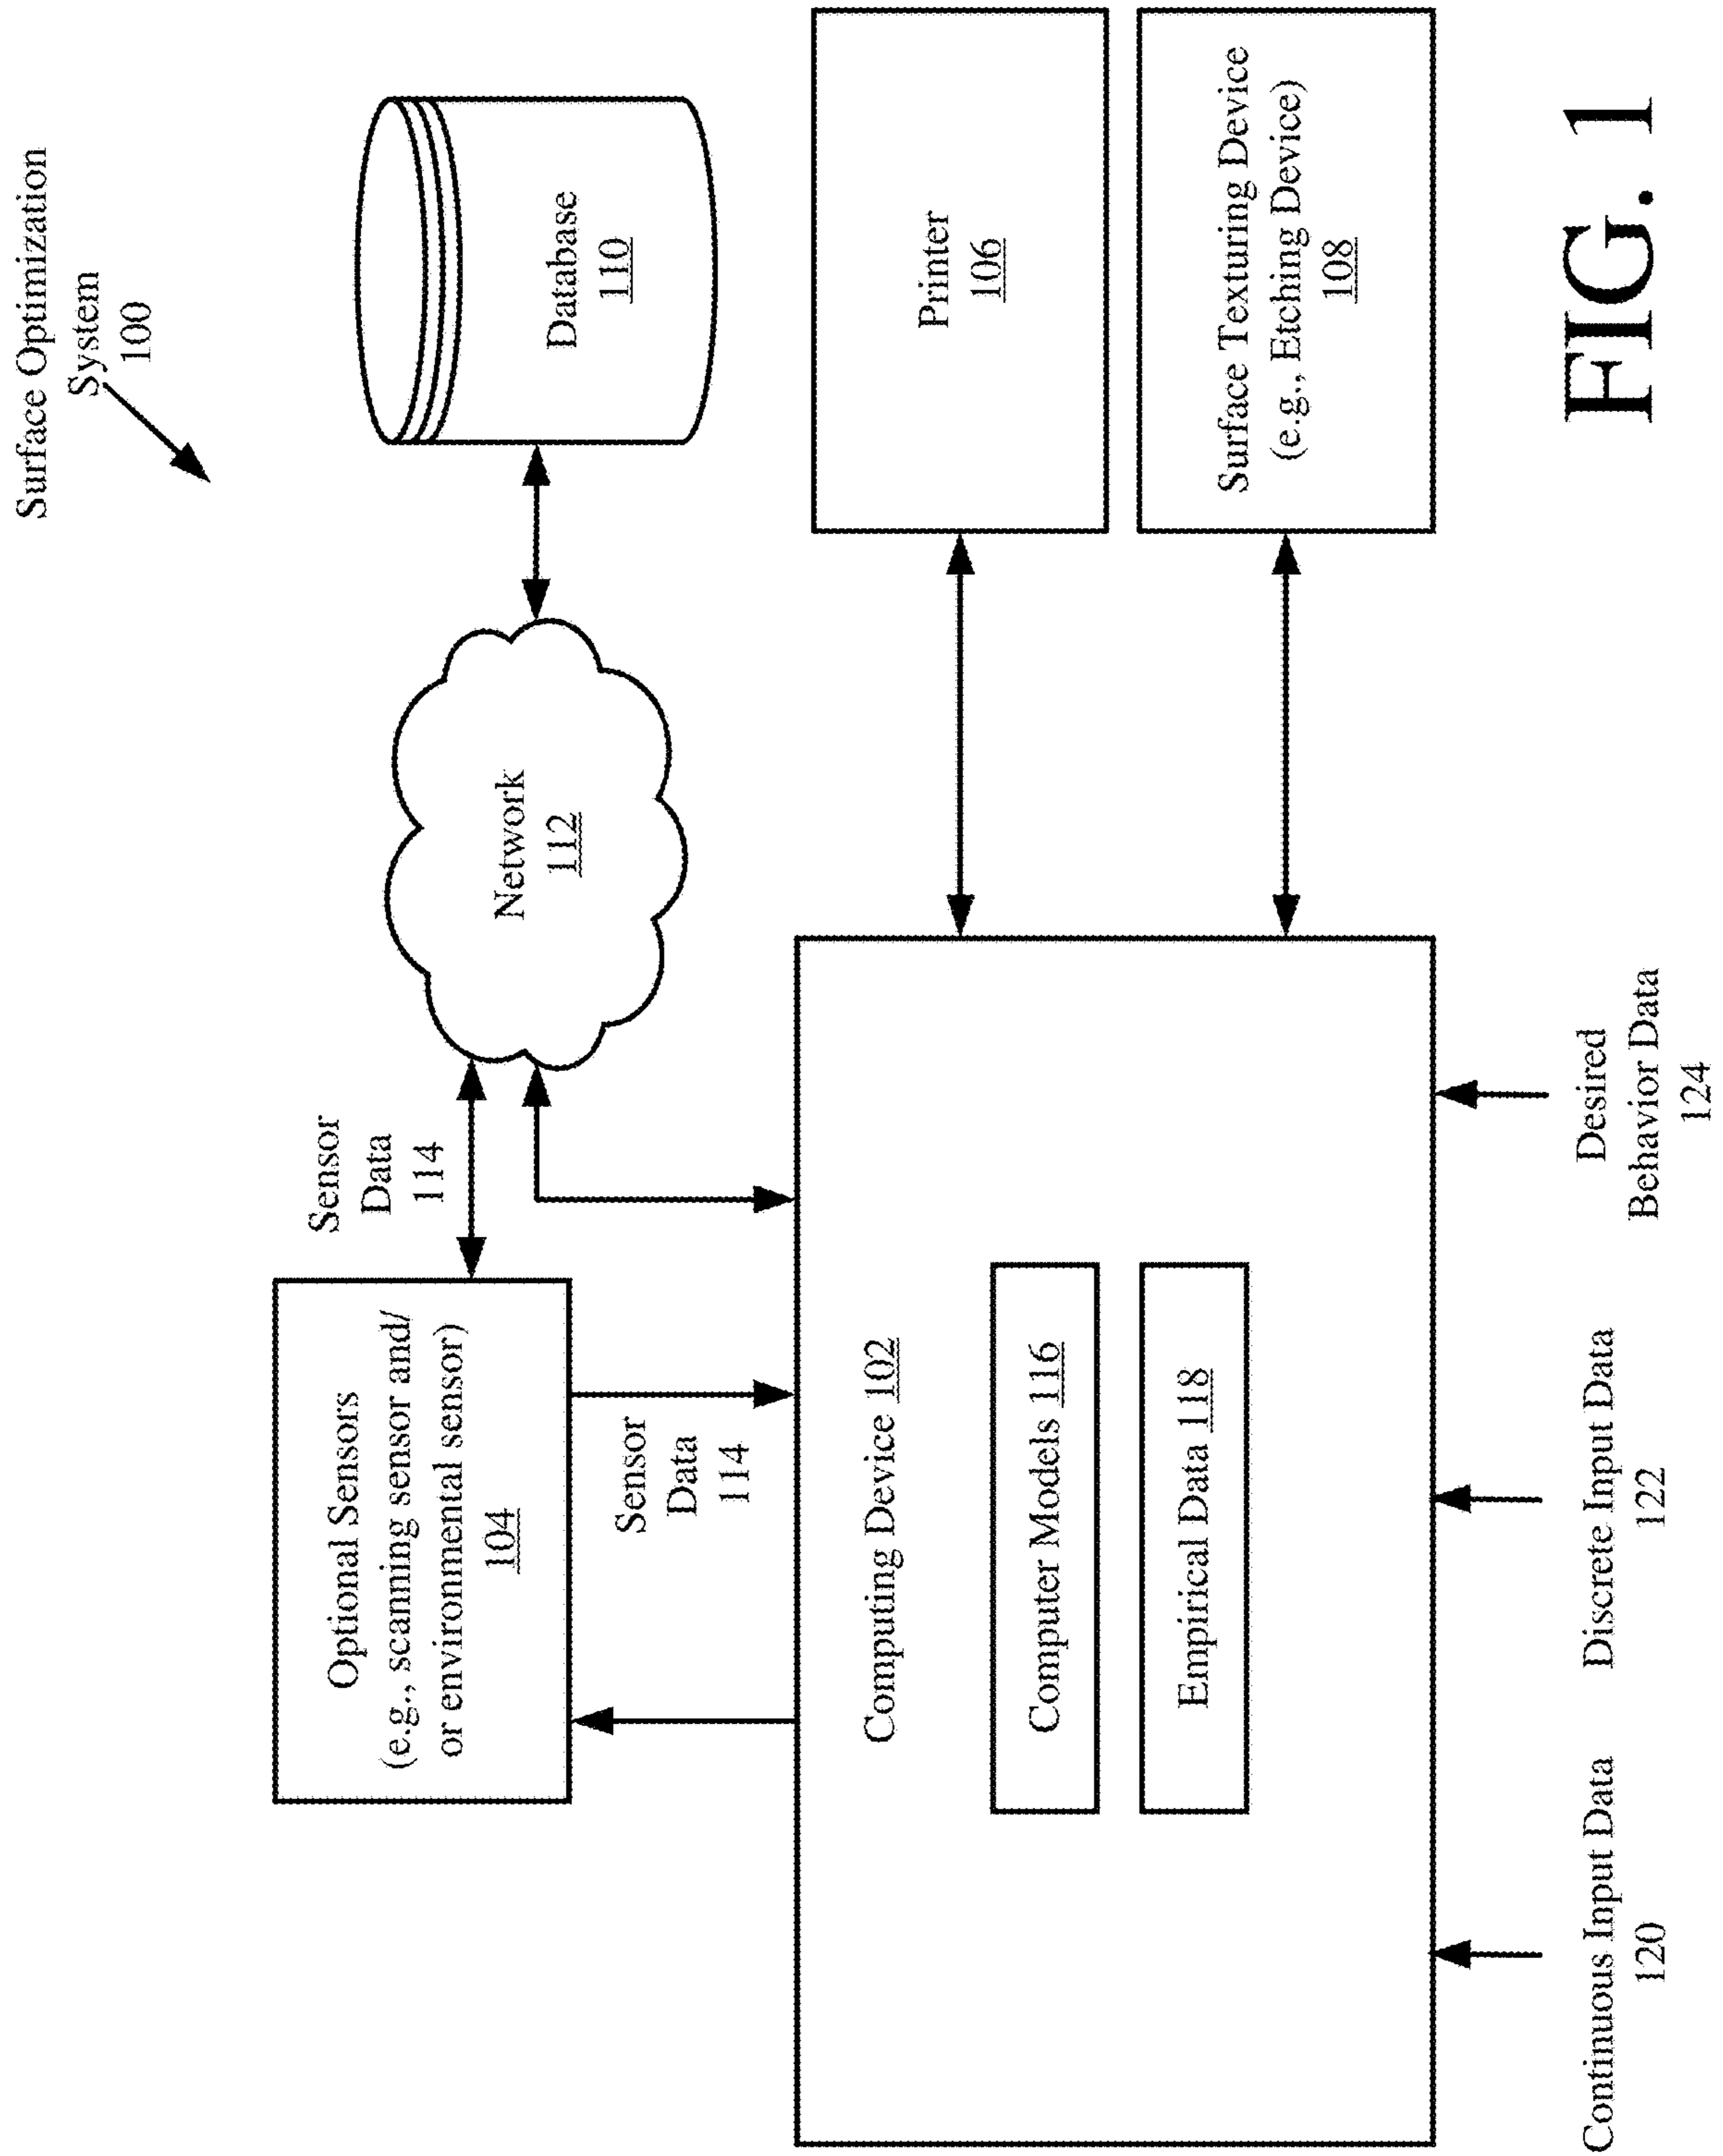 Surface Optimization
System
100
Optional Sensors
(e.g., scanning sensor and/
or environmental sensor)
104
Sensor
Data
114
Network
112
Database
110
Sensor
Data
114
Computing Device 102
Computer Models 116
Empirical Data 118
Printer
106
Surface Texturing Device
(e.g., Etching Device)
108
Continuous Input Data
120
Discrete Input Data
122
Desired
Behavior Data
124
FIG. 1